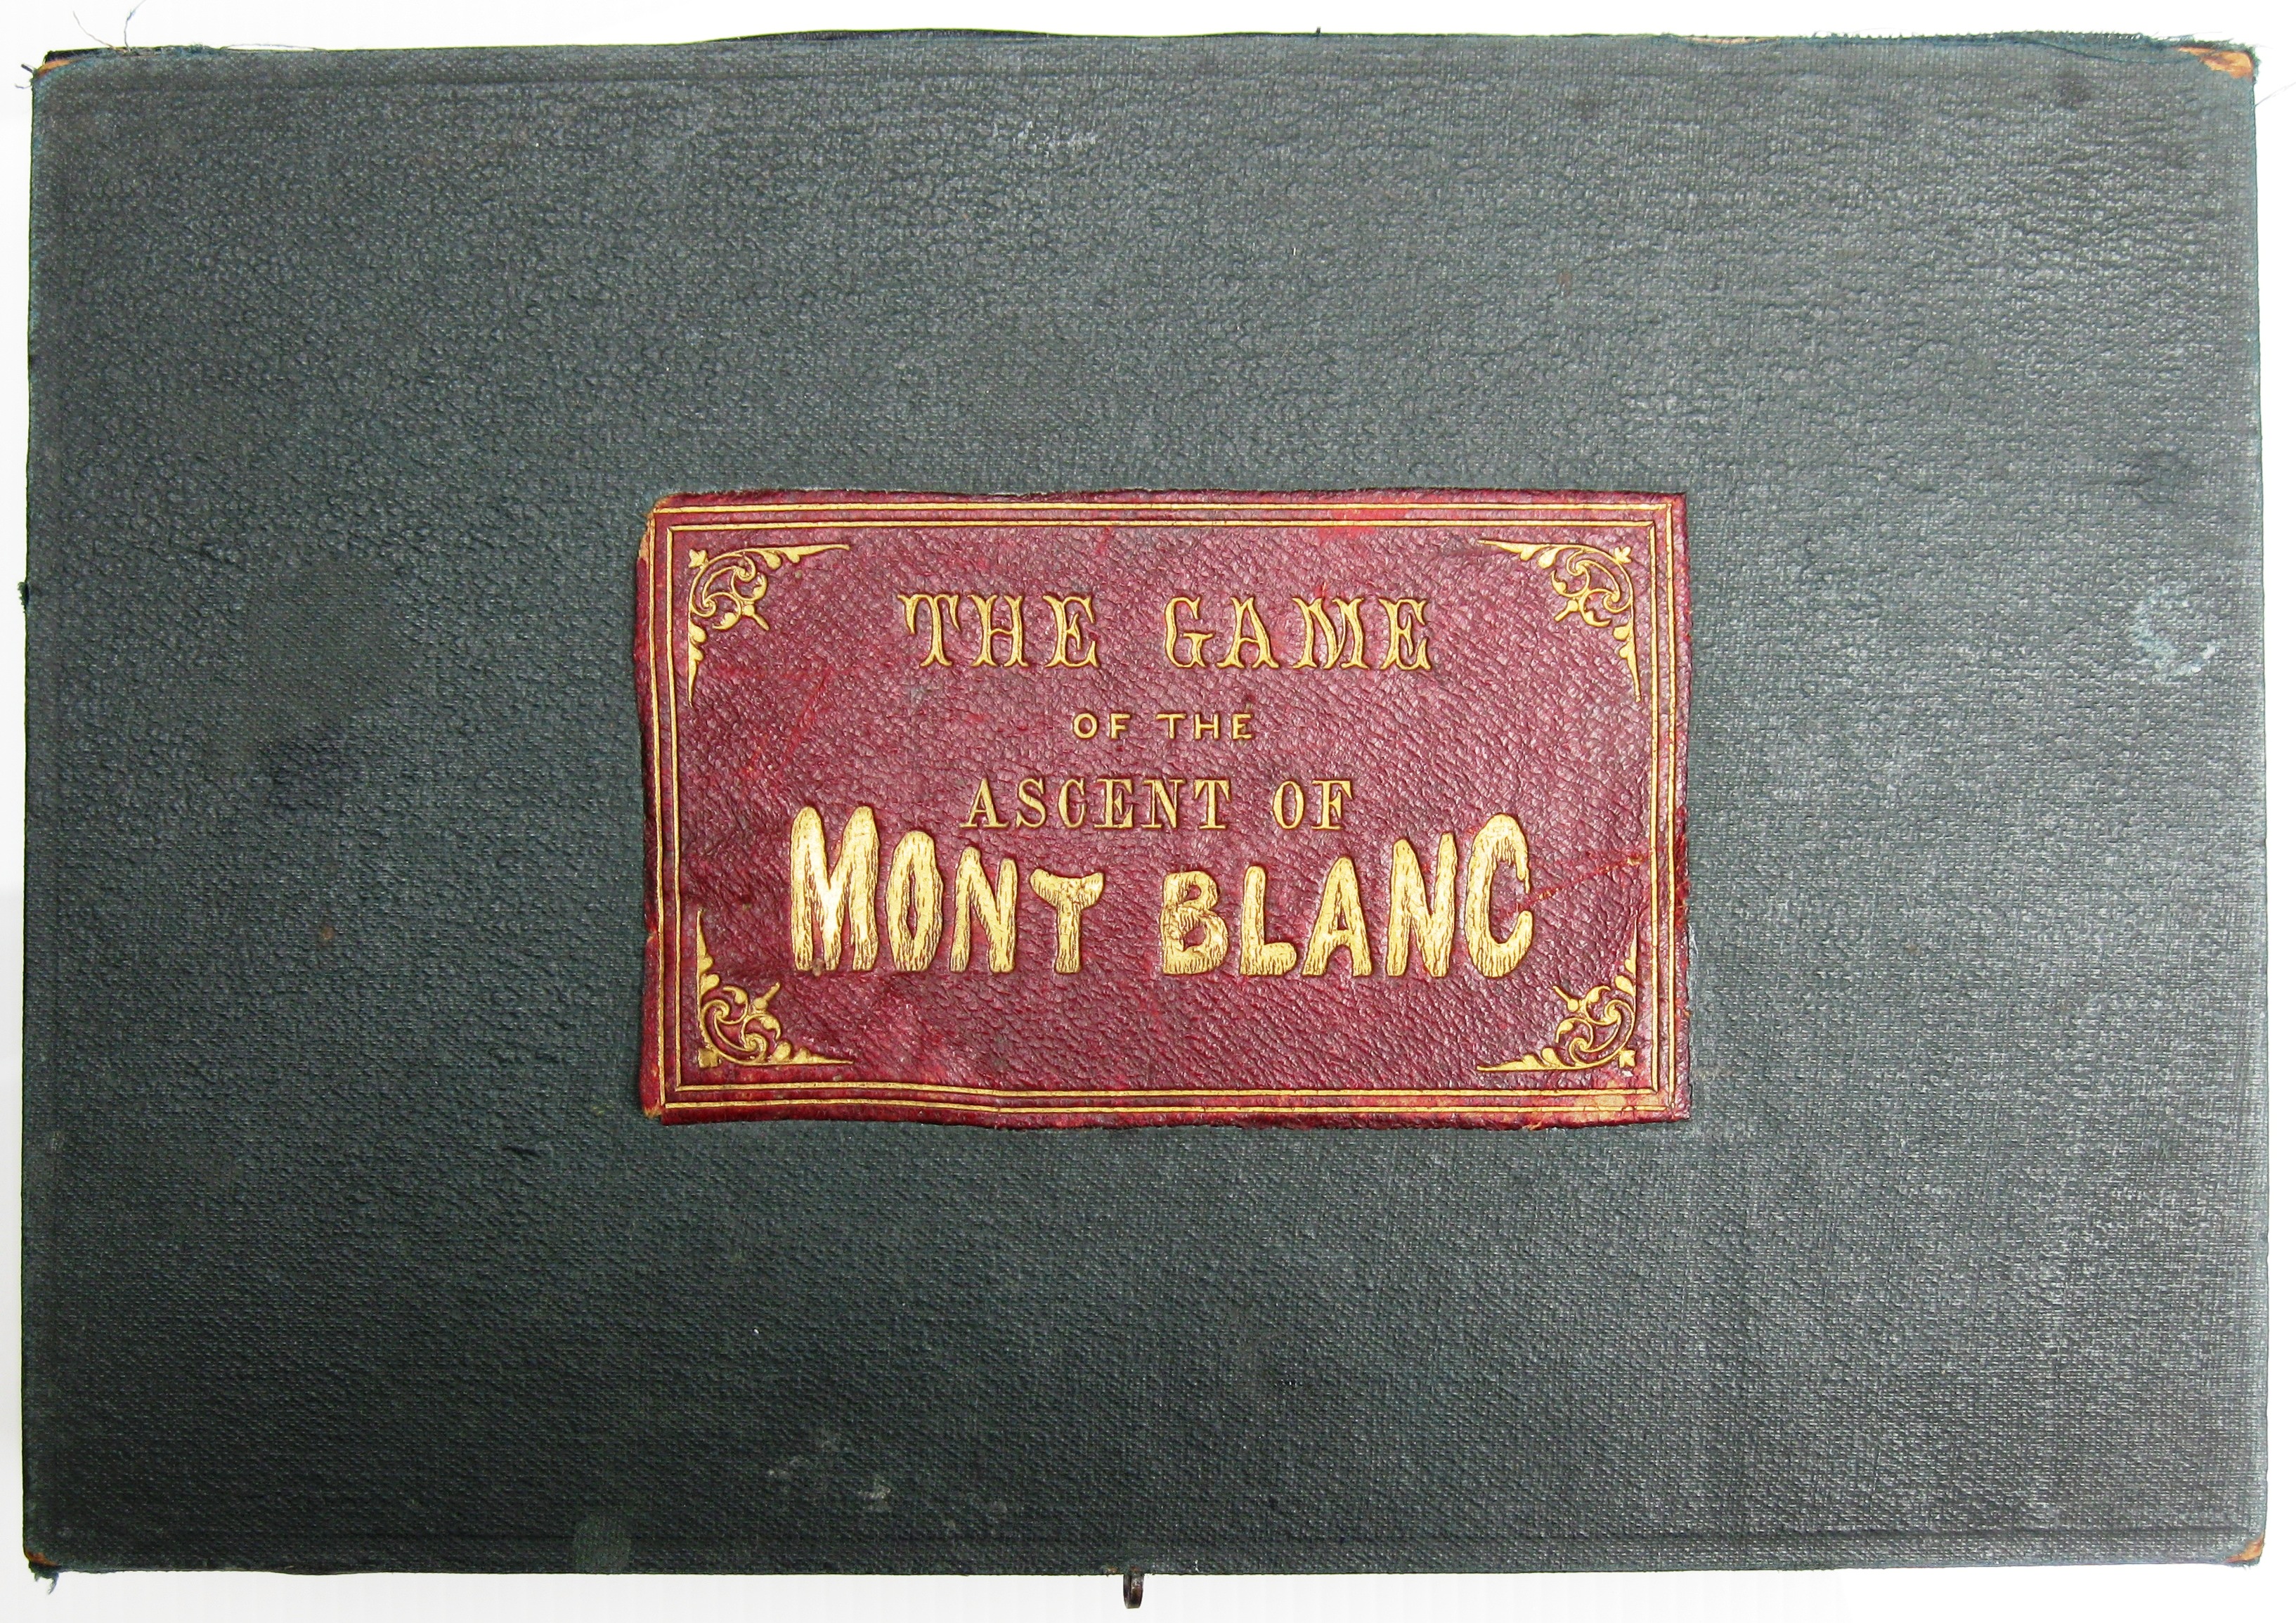 THE GAME
OF THE
ASCENT OF
MONT BLANC